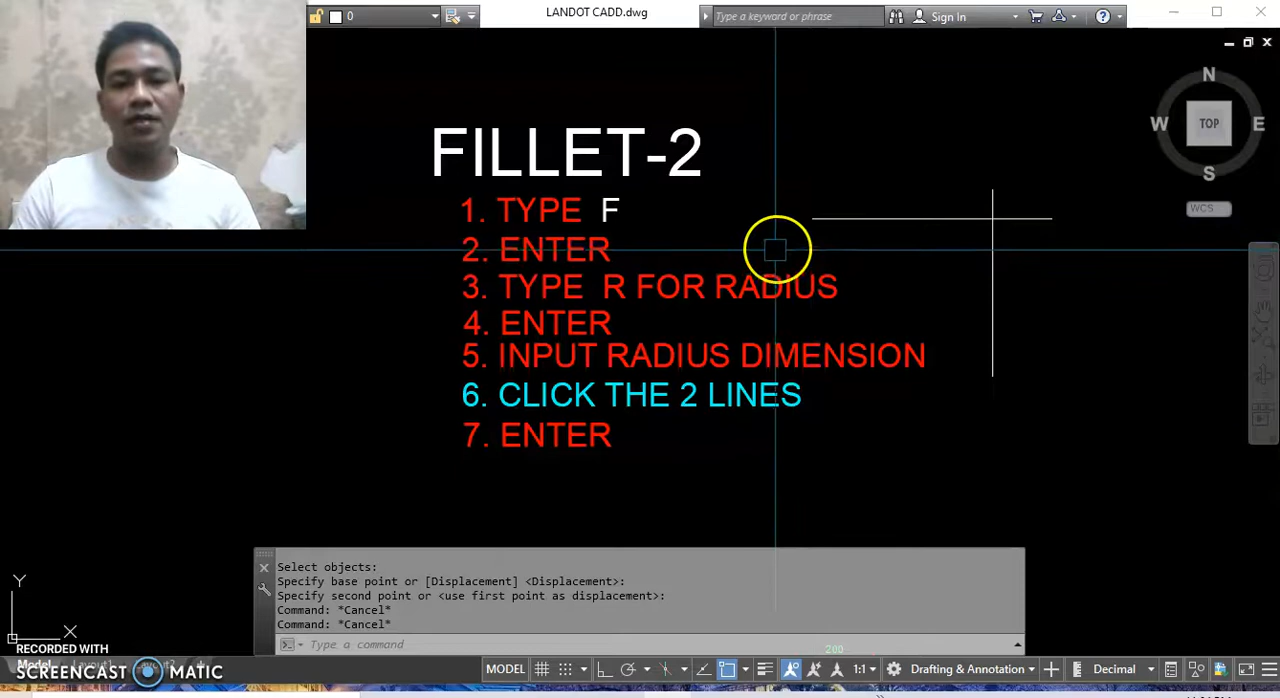 0
LANDOT CADD.dwg
Type a keyword or phrase
Sign In
?
N
W
TOP
E
S
WCS
FILLET-2
1. TYPE F
2. ENTER
3. TYPE R FOR RADIUS
4. ENTER
5. INPUT RADIUS DIMENSION
6. CLICK THE 2 LINES
7. ENTER
Select objects:
Specify base point or [Displacement] <Displacement>:
Specify second point or <use first point as displacement>:
Command: *Cancel*
Command: *Cancel*
Type a command
Y
X
200
RECORDED WITH
SCREENCAST MATIC
Model
MODEL
1:1
Drafting & Annotation
Decimal